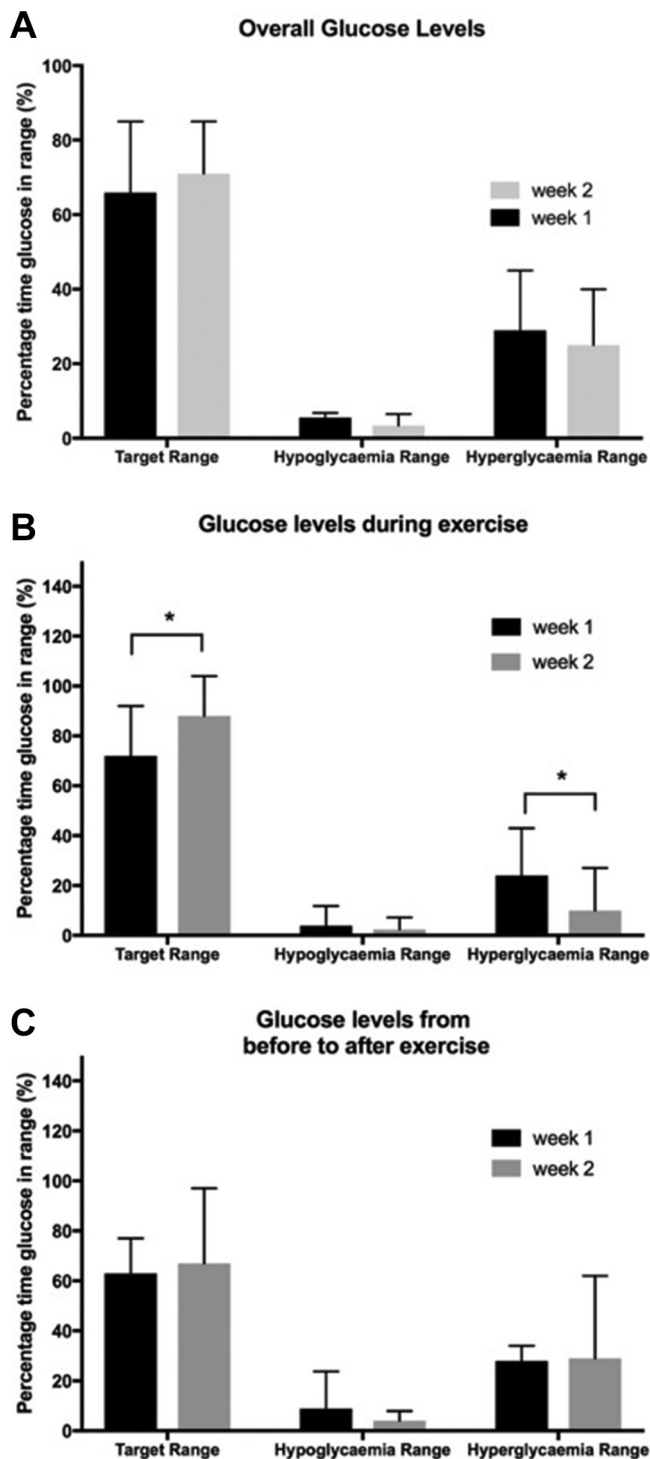 A
Overall Glucose Levels
Percentage time glucose in range (%)
100
80
60
40
20
0
week 2
week 1
Target Range
Hypoglycaemia Range
Hyperglycaemia Range
B
Glucose levels during exercise
Percentage time glucose in range (%)
140
120
100
80
60
40
20
0
*
*
week 1
week 2
Target Range
Hypoglycaemia Range
Hyperglycaemia Range
C
Glucose levels from
before to after exercise
Percentage time glucose in range (%)
140
120
100
80
60
40
20
0
week 1
week 2
Target Range
Hypoglycaemia Range
Hyperglycaemia Range